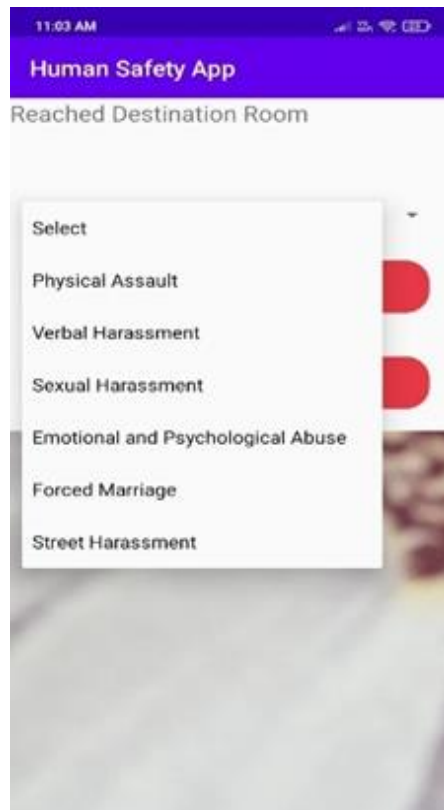 11:03 AM
Human Safety App
Reached Destination Room
Select
Physical Assault
Verbal Harassment
Sexual Harassment
Emotional and Psychological Abuse
Forced Marriage
Street Harassment